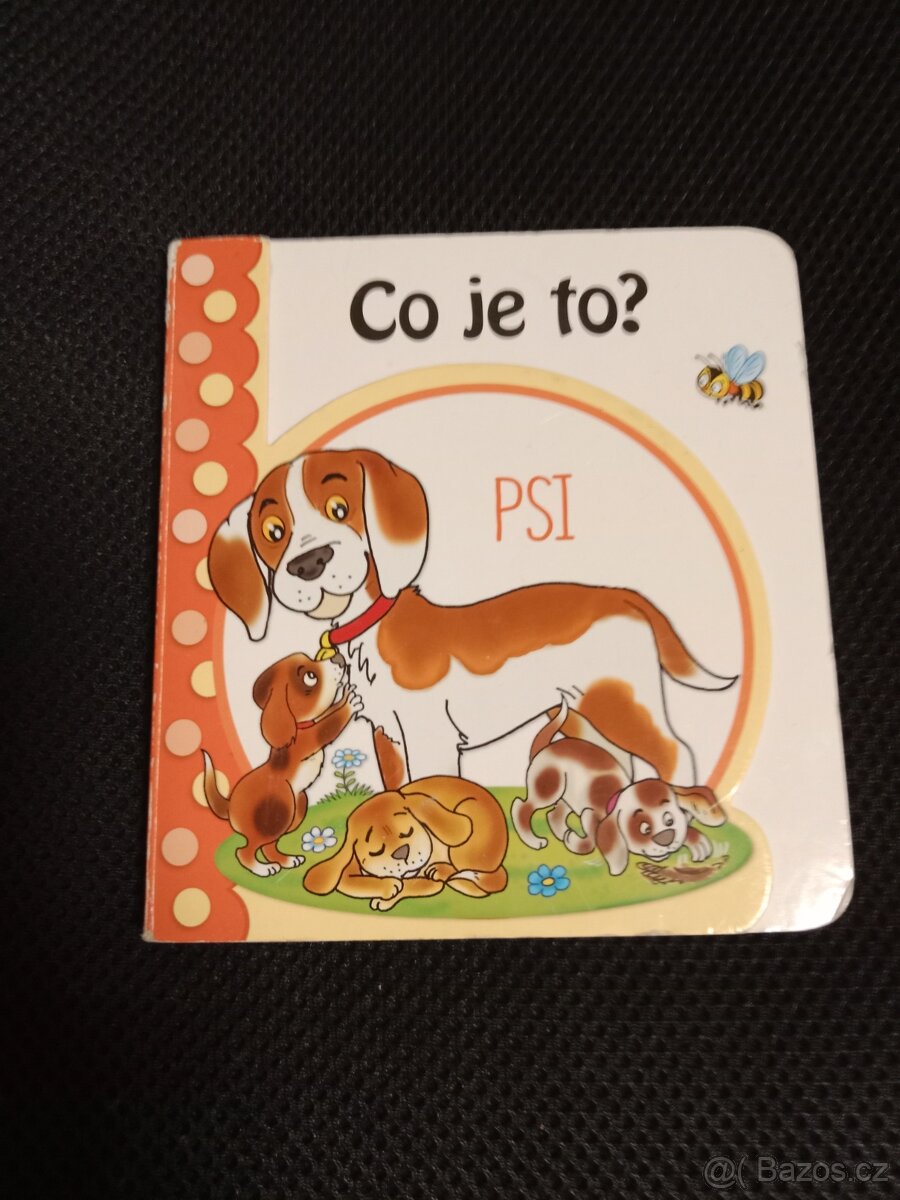 Co je to?
PSI
@( Bazos.cz